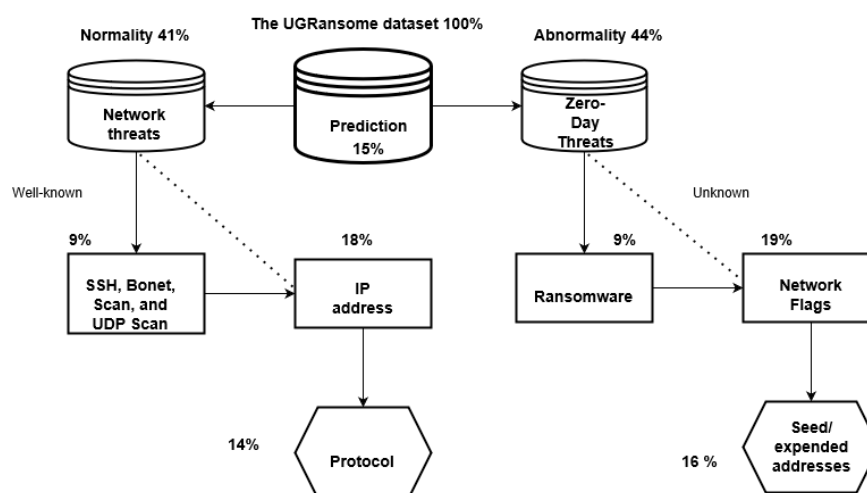 The UGRansome dataset 100%
Normality 41%
Abnormality 44%
Network
threats
Prediction
15%
Zero-
Day
Threats
Well-known
Unknown
9%
18%
9%
19%
SSH, Bonet,
Scan, and
UDP Scan
IP
address
Ransomware
Network
Flags
14%
Protocol
16 %
Seed/
expended
addresses